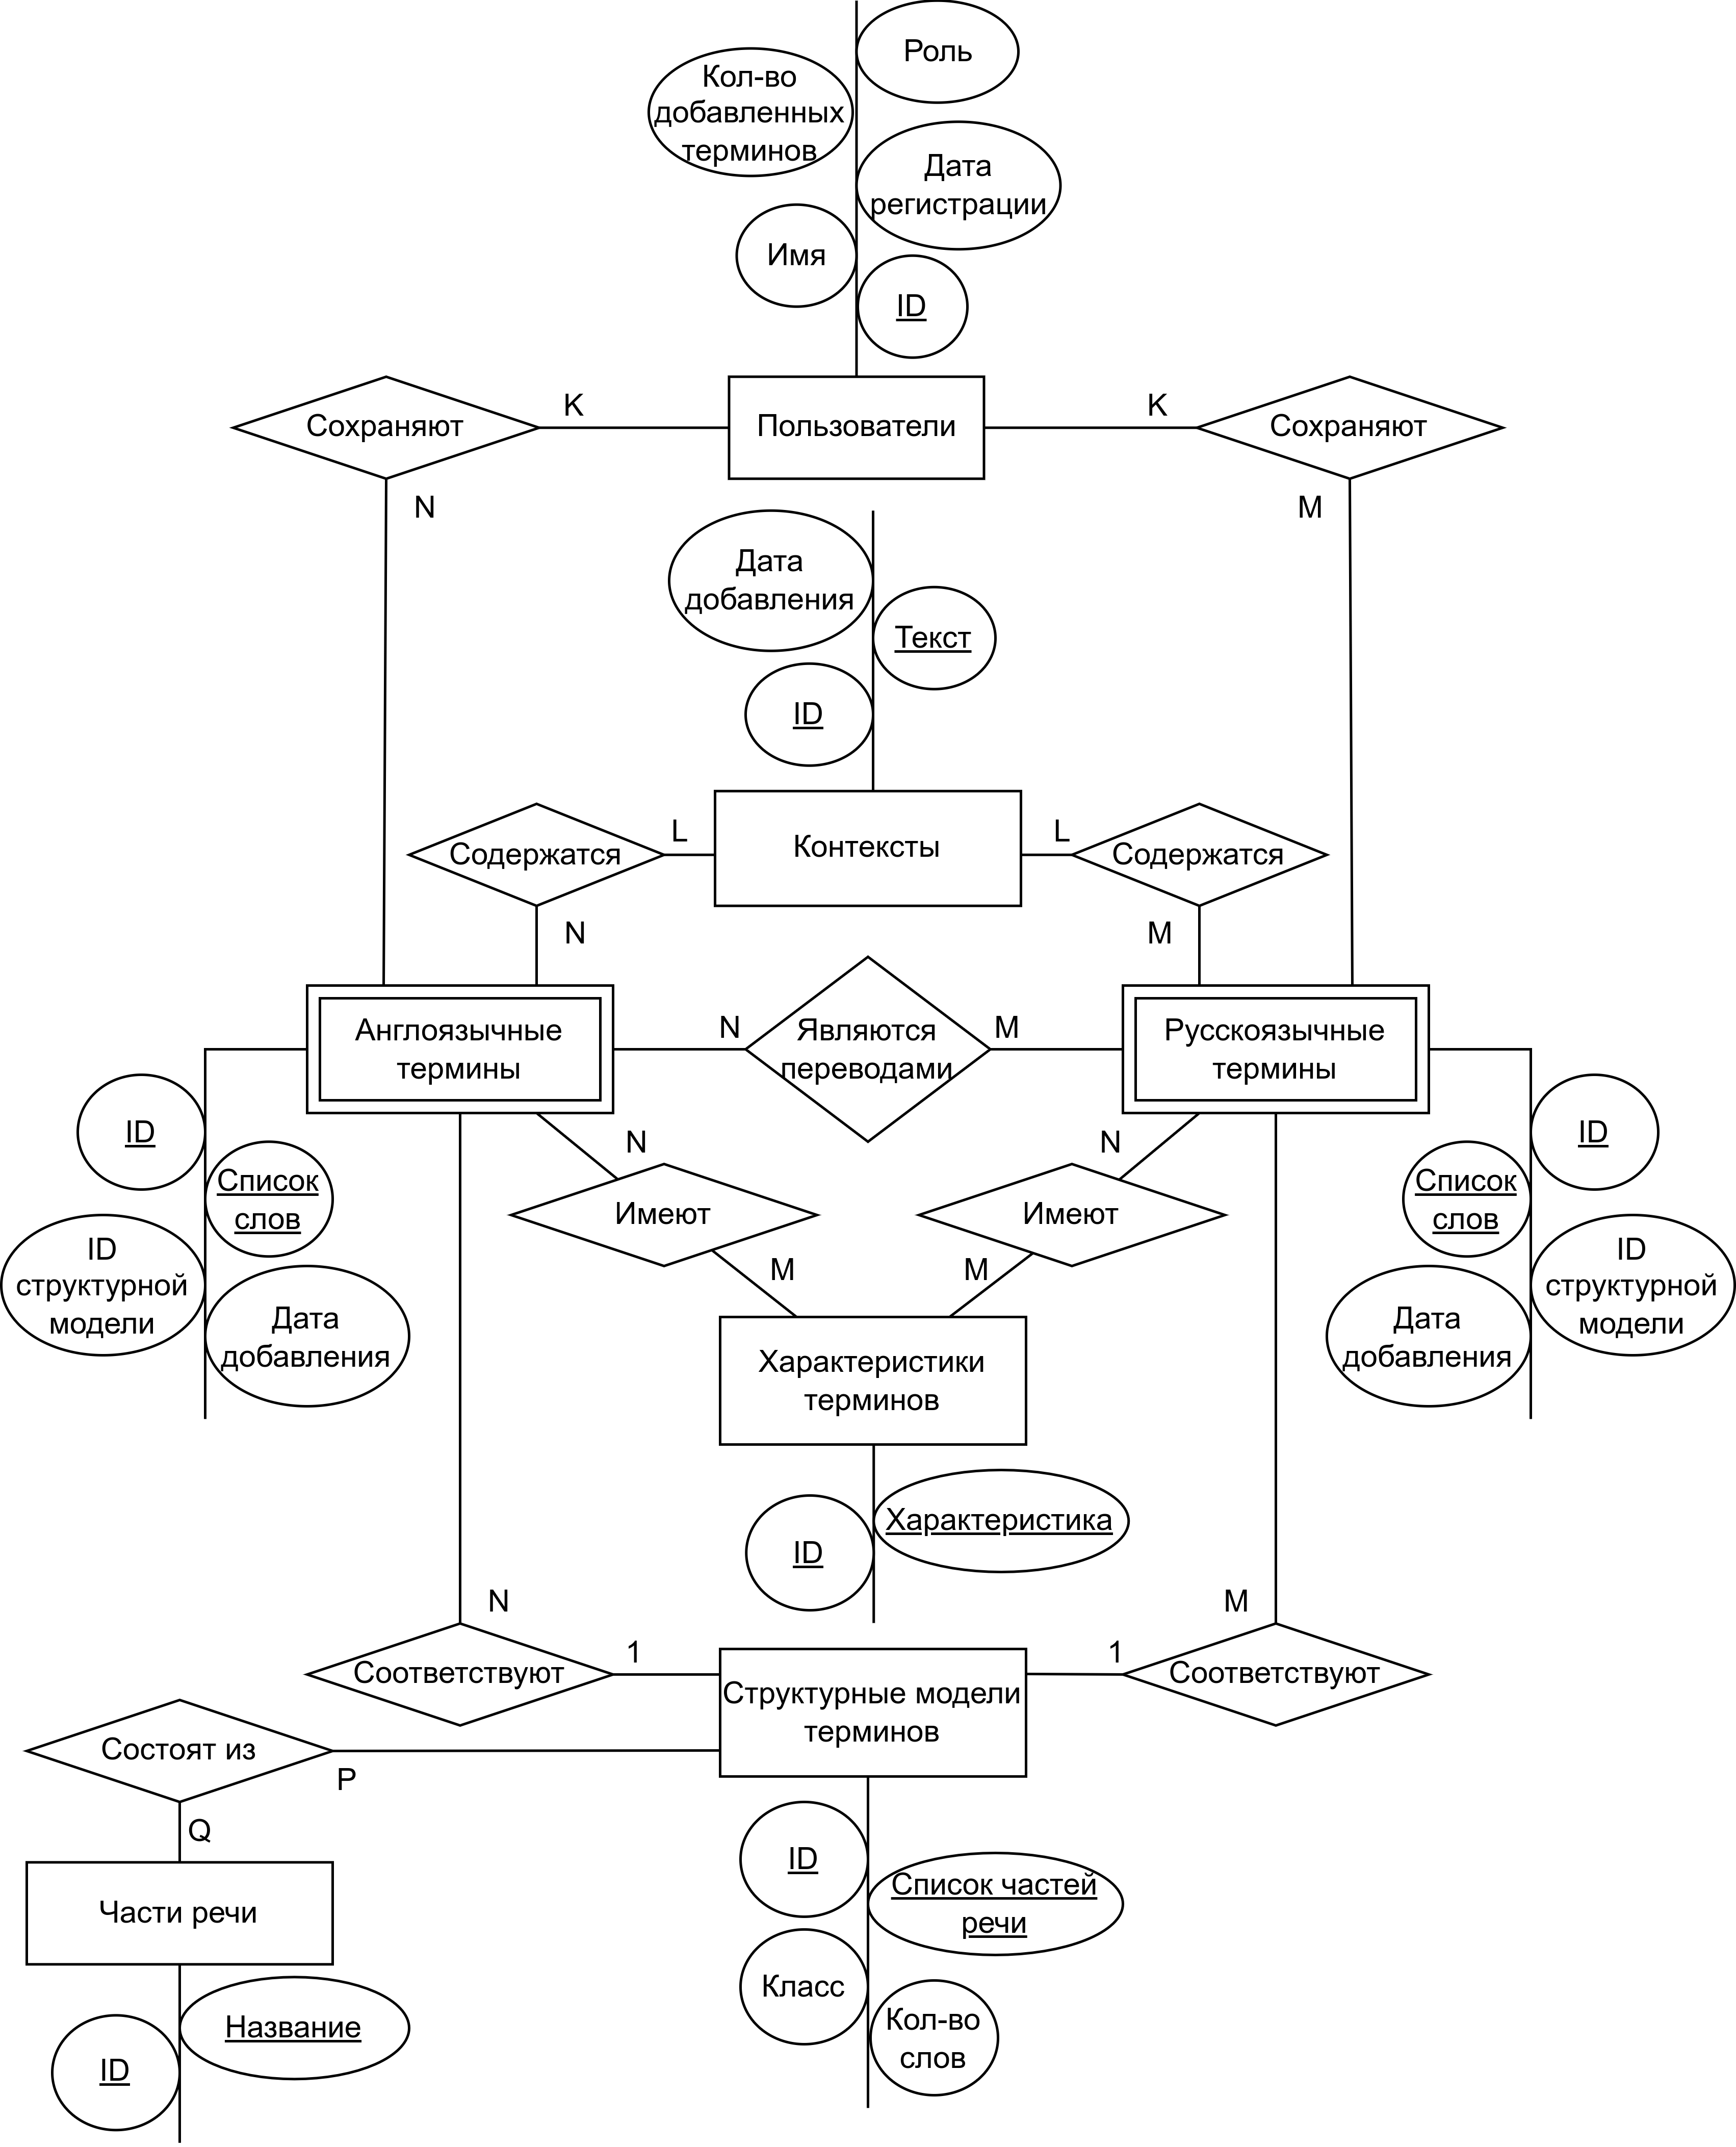 Роль
Кол-во
добавленных
терминов
Дата
регистрации
Имя
ID
Сохраняют
K
Пользователи
K
Сохраняют
N
M
Дата
добавления
Текст
ID
Содержатся
L
Контексты
L
Содержатся
N
M
Англоязычные
термины
N
Являются
переводами
M
Русскоязычные
термины
ID
Список
слов
ID
структурной
модели
Дата
добавления
N
Имеют
M
N
Имеют
M
ID
Список
слов
ID
структурной
модели
Дата
добавления
Характеристики
терминов
Характеристика
ID
N
M
Соответствуют
1
Структурные модели
терминов
1
Соответствуют
Состоят из
P
Q
Части речи
Название
ID
ID
Список частей
речи
Класс
Кол-во
слов